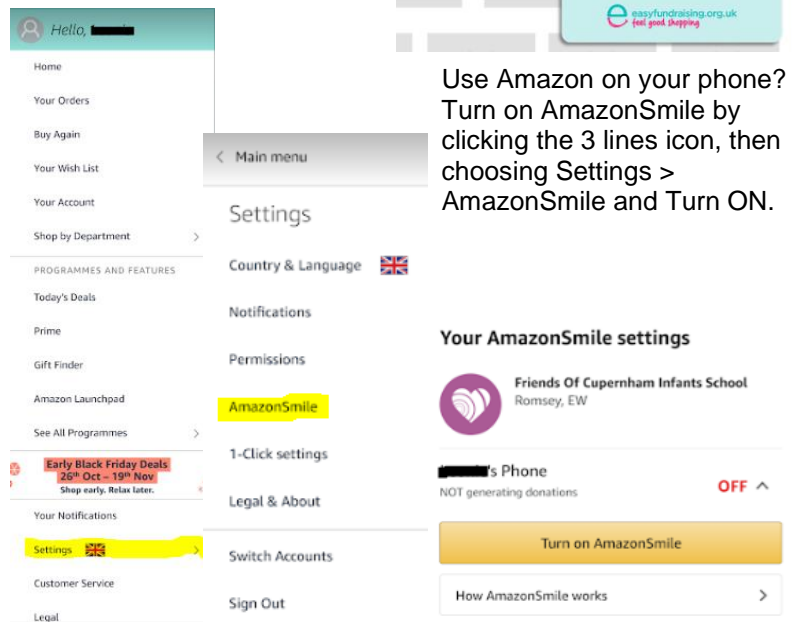 Hello,
Home
Your Orders
Buy Again
Your Wish List
Your Account
Shop by Department
PROGRAMMES AND FEATURES
Today's Deals
Prime
Gift Finder
Amazon Launchpad
See All Programmes
Early Black Friday Deals
26th Oct – 19th Nov
Shop early. Relax later.
Your Notifications
Settings
Customer Service
Legal
Main menu
Settings
Country & Language
Notifications
Permissions
AmazonSmile
1-Click settings
Legal & About
Switch Accounts
Sign Out
easyfundraising.org.uk
feel good shopping
Use Amazon on your phone?
Turn on AmazonSmile by
clicking the 3 lines icon, then
choosing Settings >
AmazonSmile and Turn ON.
Your AmazonSmile settings
Friends Of Cupernham Infants School
Romsey, EW
's Phone
NOT generating donations
OFF
Turn on AmazonSmile
How AmazonSmile works